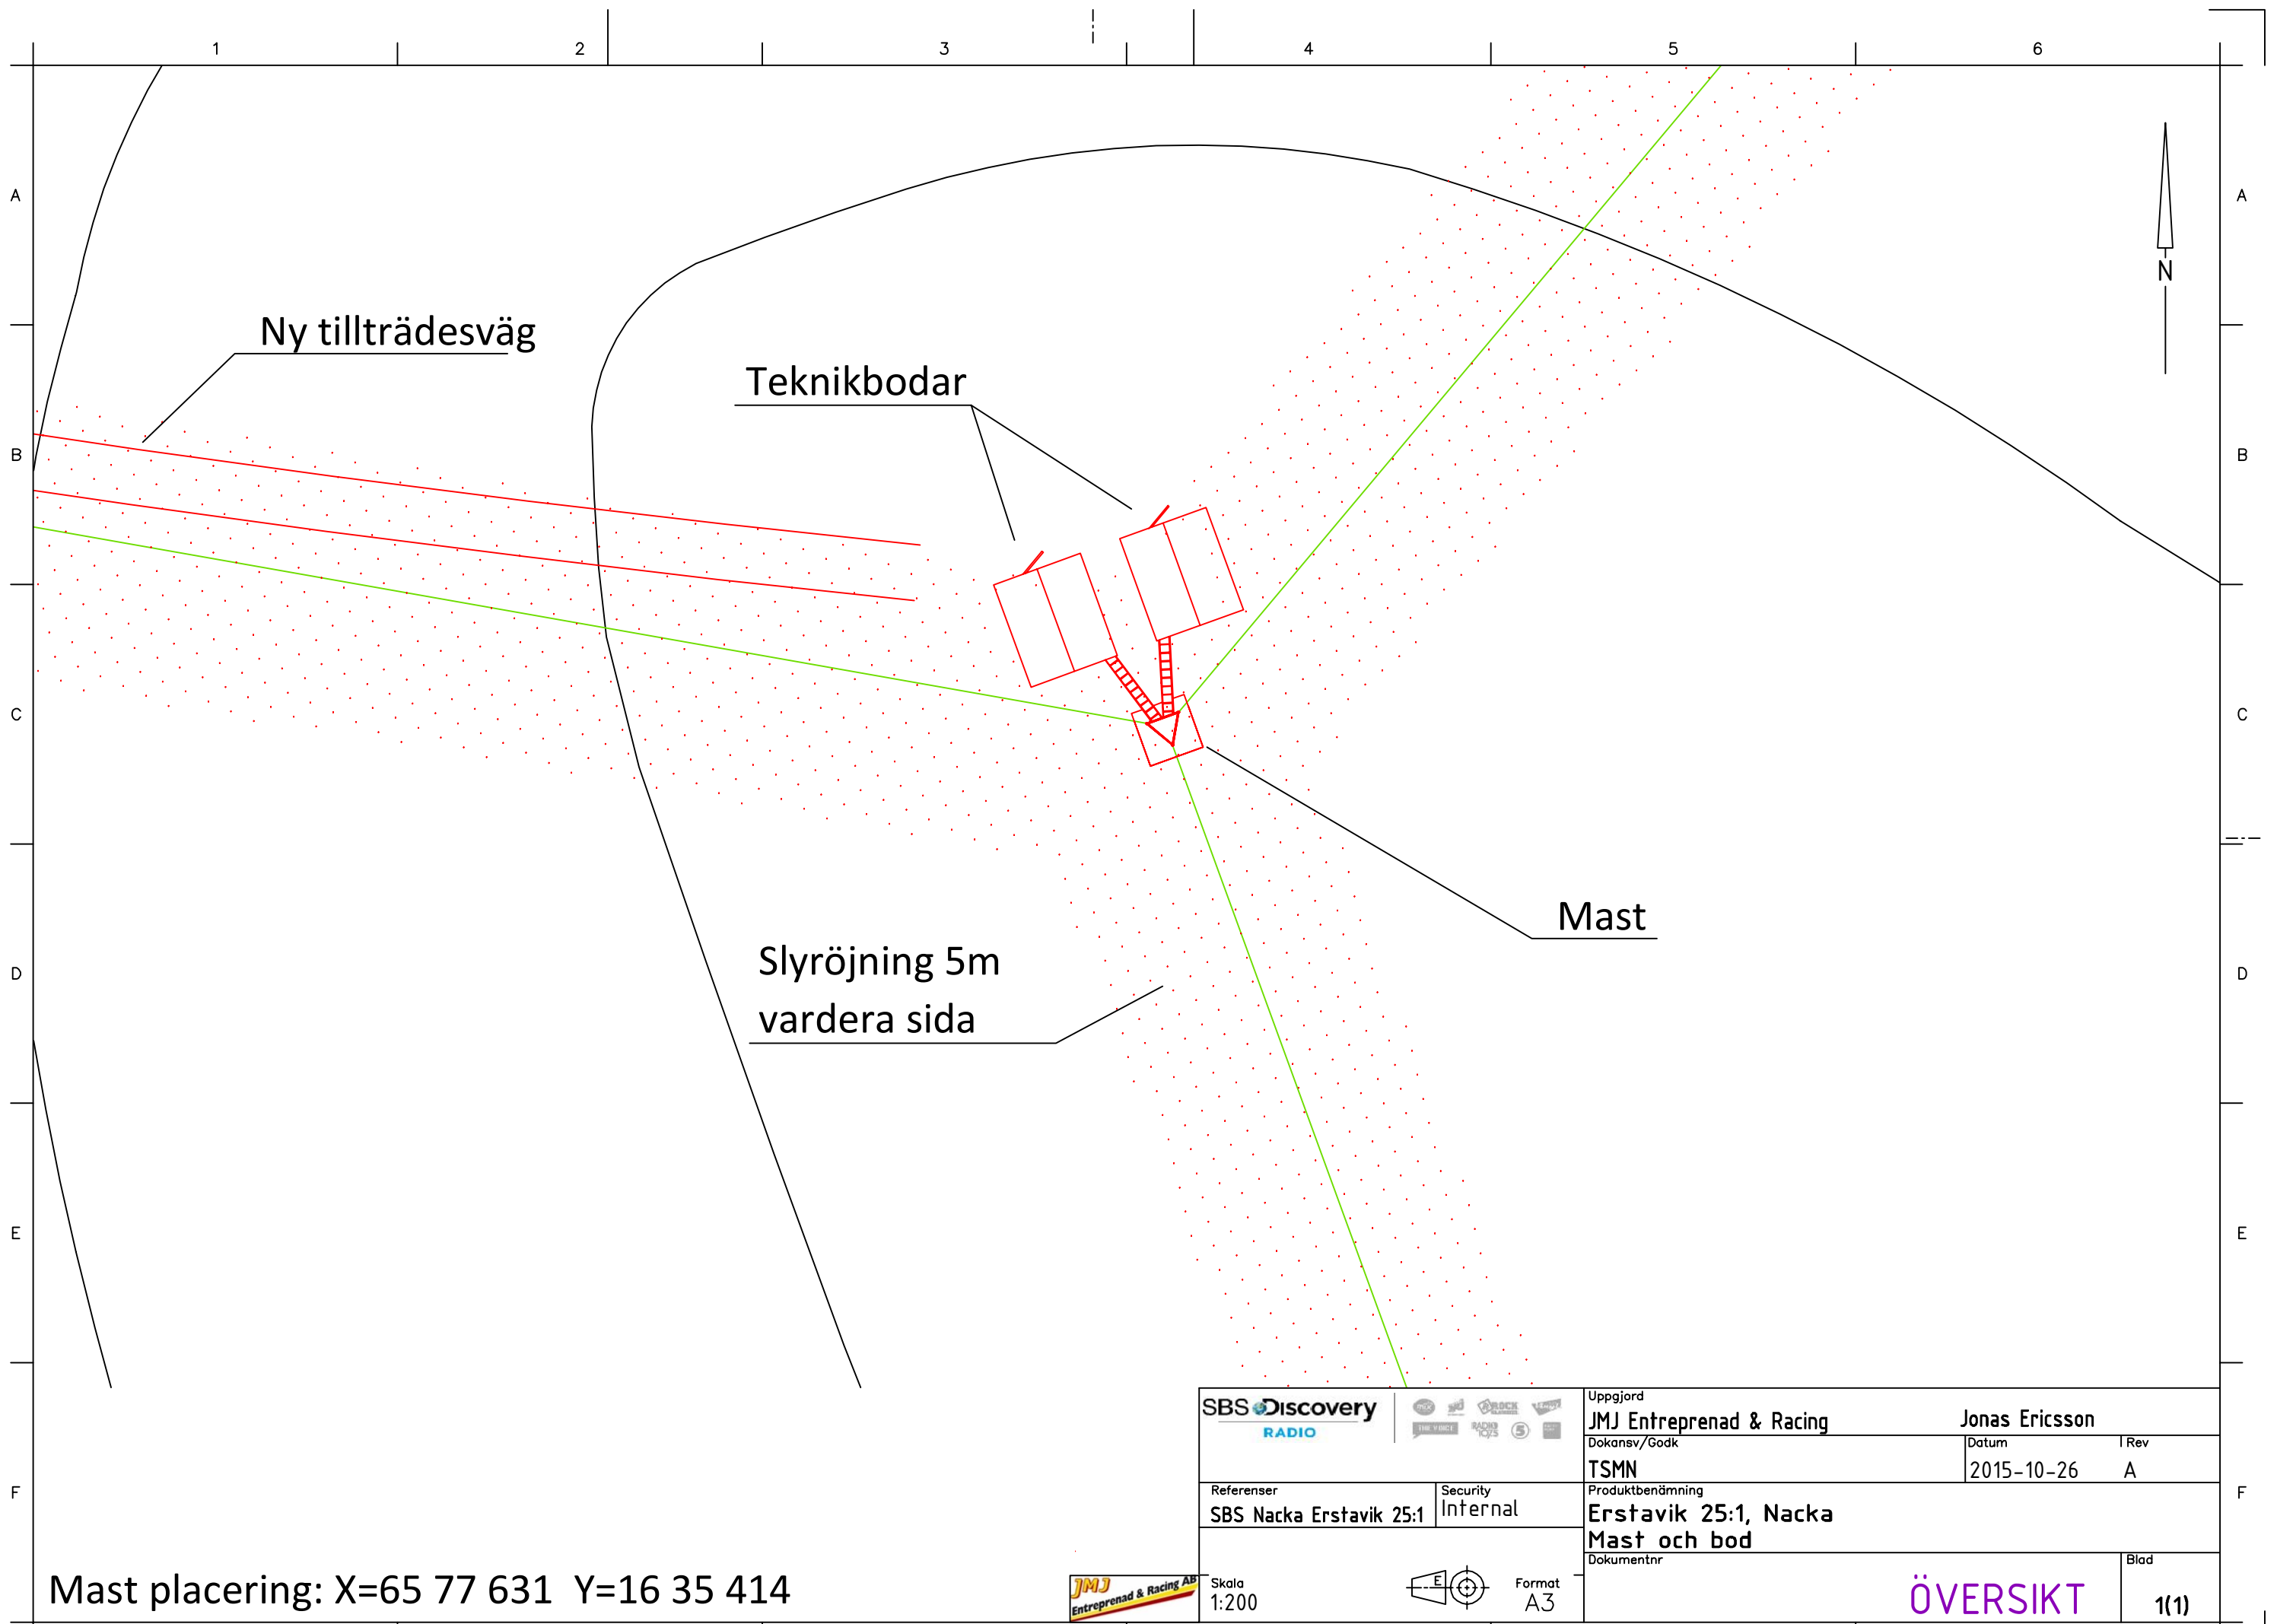 1 2 3 4 5 6
A A
N
Ny tillträdesväg
Teknikbodar
B B
C C
Mast
Slyröjning 5m
vardera sida
D D
E E
SBS Discovery
RADIO
THE VOICE
5
Uppgjord
JMJ Entreprenad & Racing Jonas Ericsson
Dokansv/Godk Datum Rev
TSMN 2015-10-26 A
F F
Referenser Security
SBS Nacka Erstavik 25:1 Internal
Produktbenämning
Erstavik 25:1, Nacka
Mast och bod
Dokumentnr Blad
ÖVERSIKT 1(1)
Skala Format
1:200 E A3
JMJ
Entreprenad & Racing AB
Mast placering: X=65 77 631 Y=16 35 414